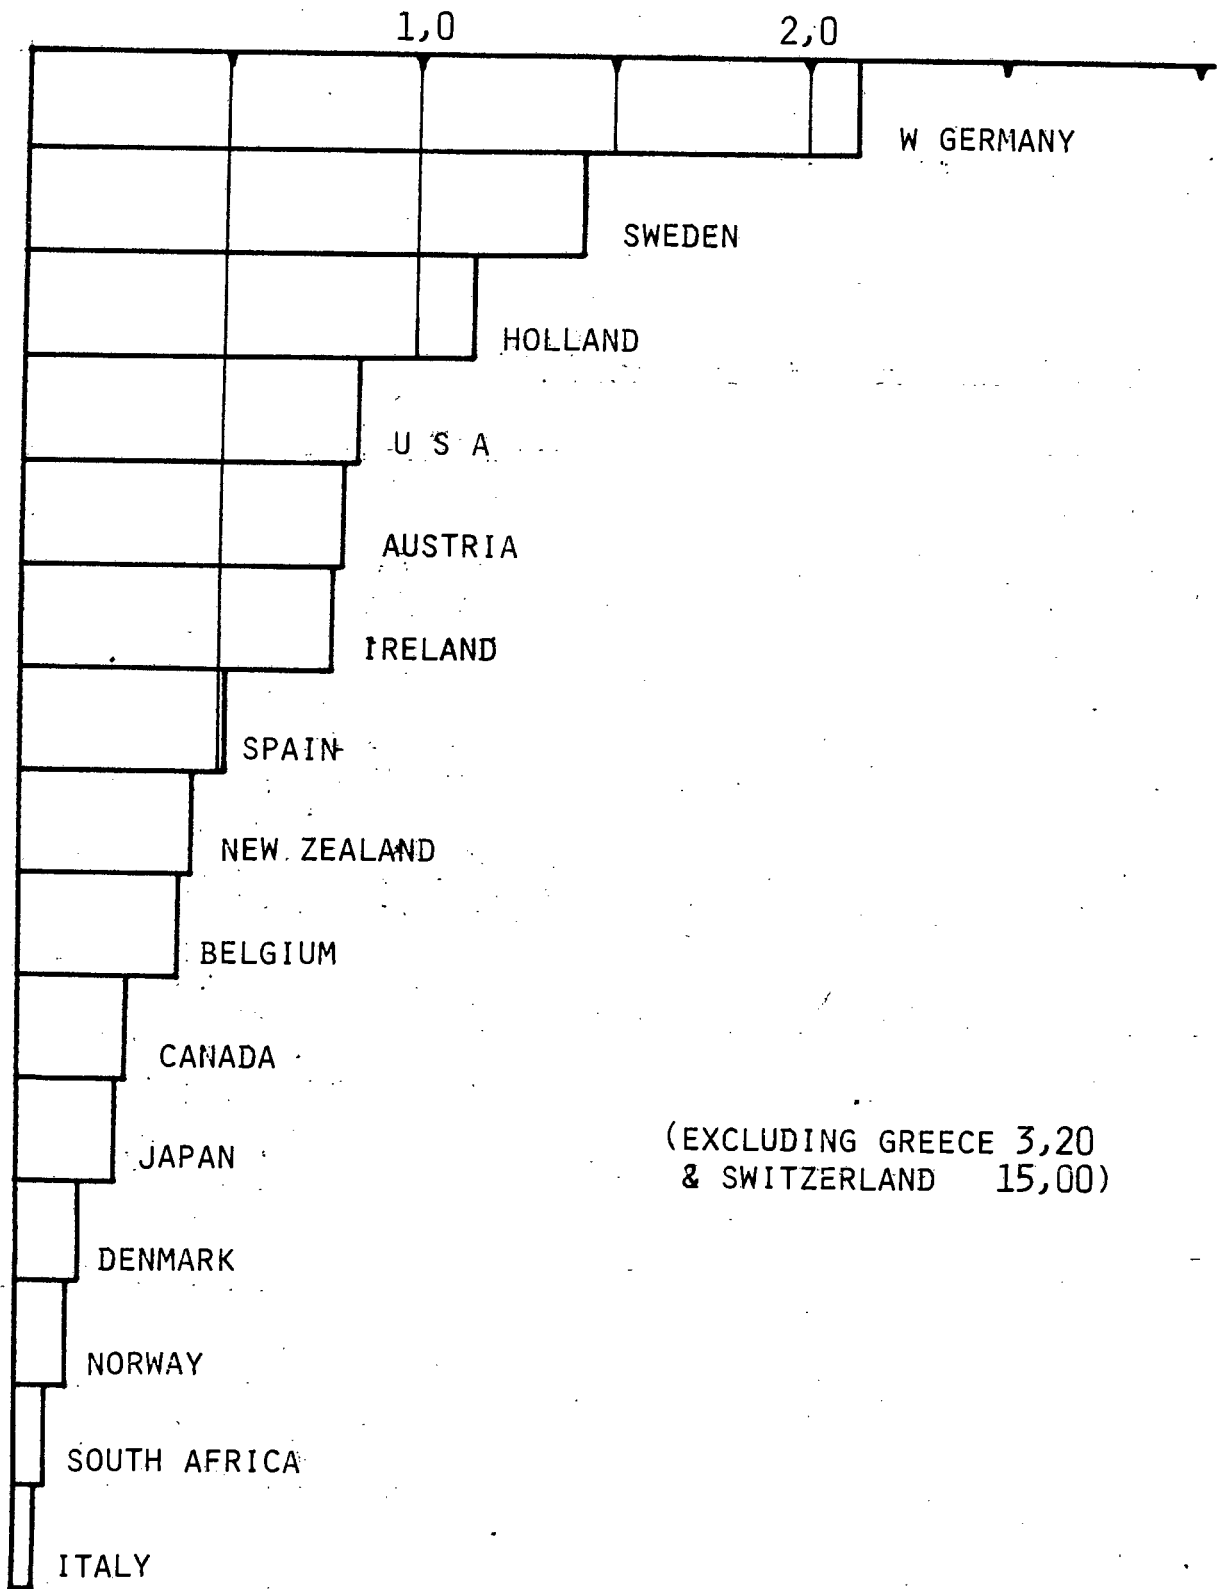 1,0 2,0
W GERMANY
SWEDEN
HOLLAND
U S A
AUSTRIA
IRELAND
SPAIN
NEW ZEALAND
BELGIUM
CANADA
JAPAN
(EXCLUDING GREECE 3,20
& SWITZERLAND 15,00)
DENMARK
NORWAY
SOUTH AFRICA
ITALY